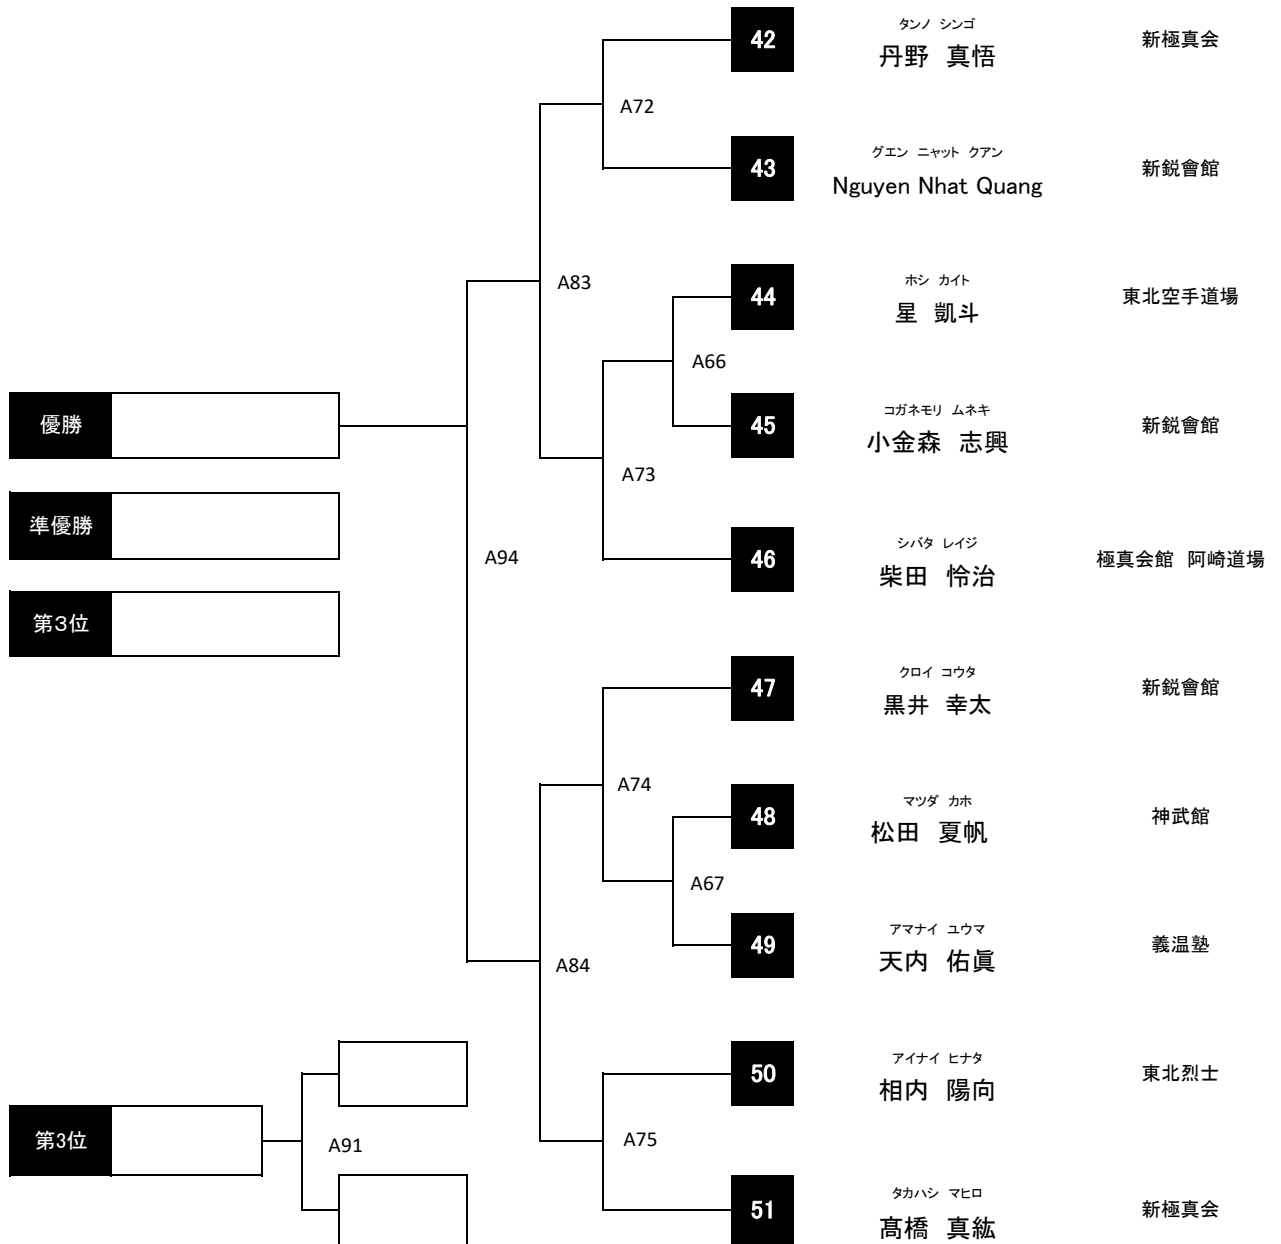 42
タンノ シンゴ
丹野 真悟
新極真会
A72
43
グエン ニャット クアン
Nguyen Nhat Quang
新鋭會館
A83
44
ホシ カイト
星 凱斗
東北空手道場
A66
45
コガネモリ ムネキ
小金森 志興
新鋭會館
A73
46
シバタ レイジ
柴田 怜治
極真会館 阿崎道場
優勝
準優勝
第3位
A94
47
クロイ コウタ
黒井 幸太
新鋭會館
A74
48
マツダ カホ
松田 夏帆
神武館
A67
49
アマナイ ユウマ
天内 佑眞
義温塾
A84
50
アイナイ ヒナタ
相内 陽向
東北烈士
A75
51
タカハシ マヒロ
髙橋 真紘
新極真会
第3位
A91